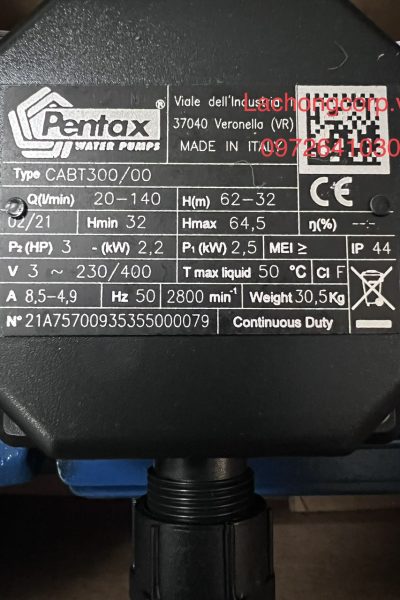 Pentax ®
WATER PUMPS
Viale dell'Industria 1
37040 Veronella (VR)
MADE IN ITALY
Lachongcorp.v
0972641030
Type CABT300/00
Q(l/min) 20-140 H(m) 62-32
02/21 Hmin 32 Hmax 64,5 η(%) --.-
P₂ (HP) 3 - (kW) 2,2 P₁ (kW) 2,5 MEI ≥ IP 44
V 3 ~ 230/400 T max liquid 50 °C Cl F
A 8,5-4,9 Hz 50 2800 min⁻¹ Weight 30,5Kg
N° 21A75700935355000079 Continuous Duty
CE